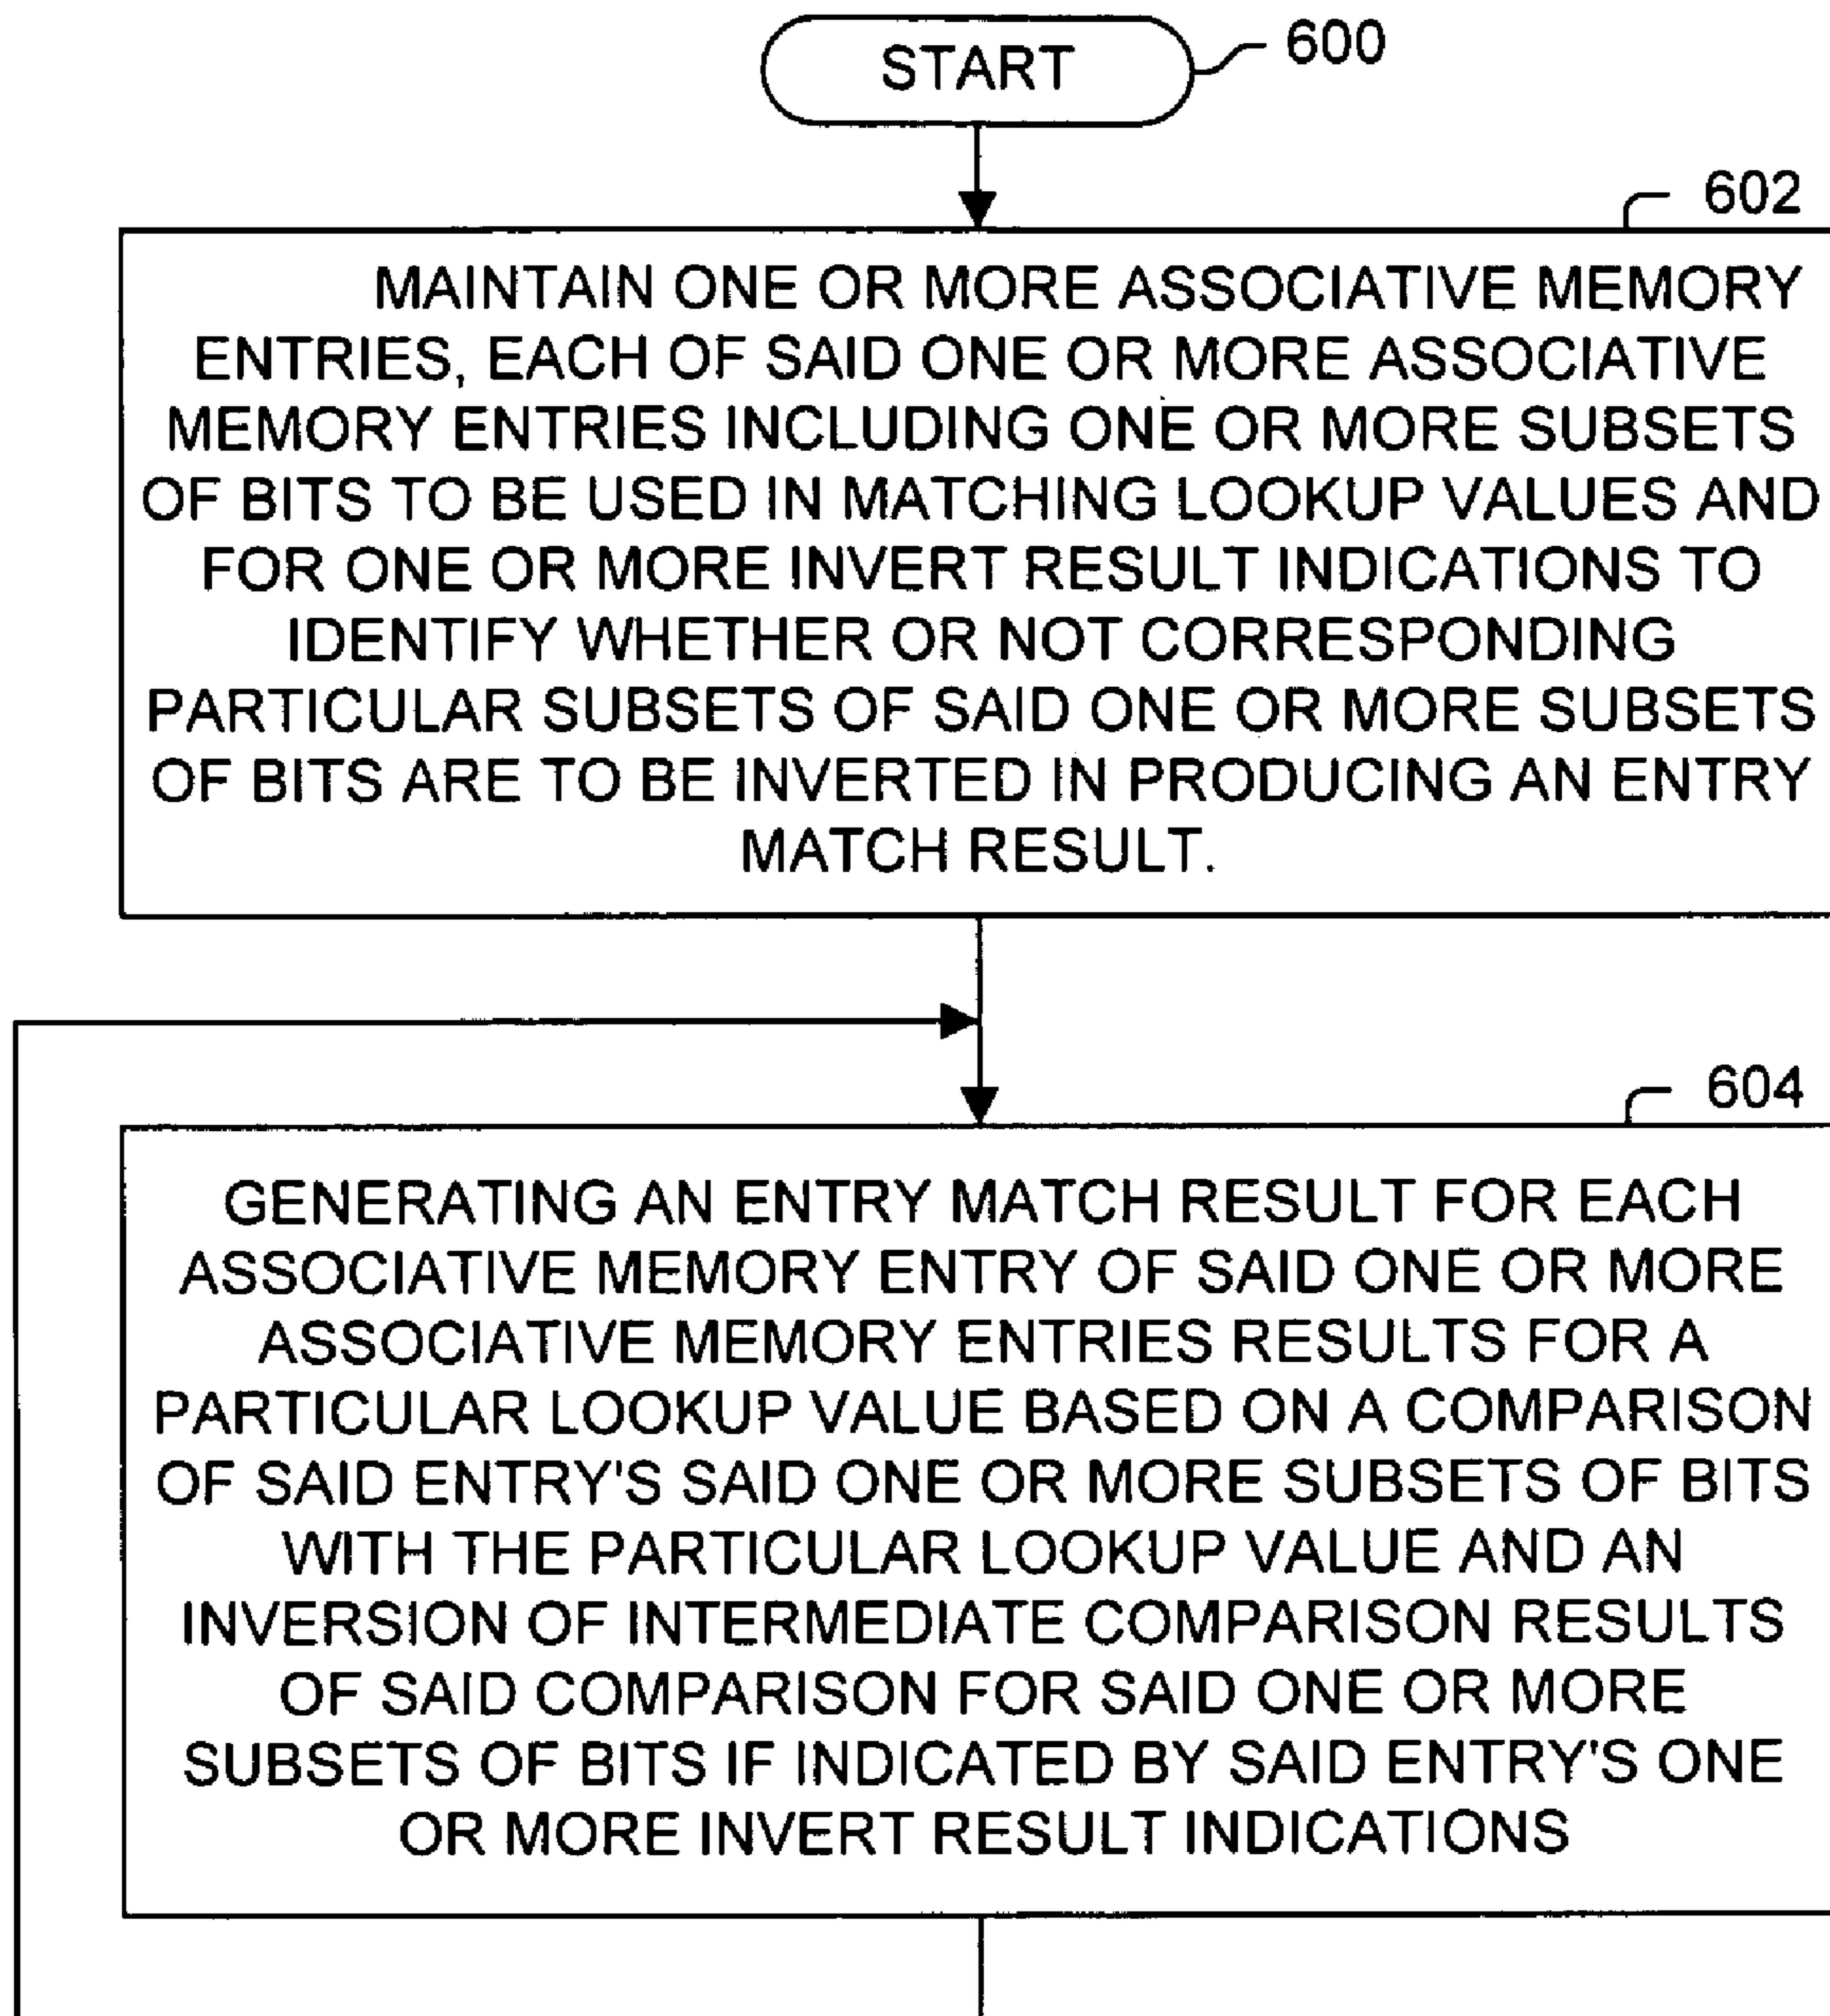 START
600
602
MAINTAIN ONE OR MORE ASSOCIATIVE MEMORY
ENTRIES, EACH OF SAID ONE OR MORE ASSOCIATIVE
MEMORY ENTRIES INCLUDING ONE OR MORE SUBSETS
OF BITS TO BE USED IN MATCHING LOOKUP VALUES AND
FOR ONE OR MORE INVERT RESULT INDICATIONS TO
IDENTIFY WHETHER OR NOT CORRESPONDING
PARTICULAR SUBSETS OF SAID ONE OR MORE SUBSETS
OF BITS ARE TO BE INVERTED IN PRODUCING AN ENTRY
MATCH RESULT.
604
GENERATING AN ENTRY MATCH RESULT FOR EACH
ASSOCIATIVE MEMORY ENTRY OF SAID ONE OR MORE
ASSOCIATIVE MEMORY ENTRIES RESULTS FOR A
PARTICULAR LOOKUP VALUE BASED ON A COMPARISON
OF SAID ENTRY'S SAID ONE OR MORE SUBSETS OF BITS
WITH THE PARTICULAR LOOKUP VALUE AND AN
INVERSION OF INTERMEDIATE COMPARISON RESULTS
OF SAID COMPARISON FOR SAID ONE OR MORE
SUBSETS OF BITS IF INDICATED BY SAID ENTRY'S ONE
OR MORE INVERT RESULT INDICATIONS